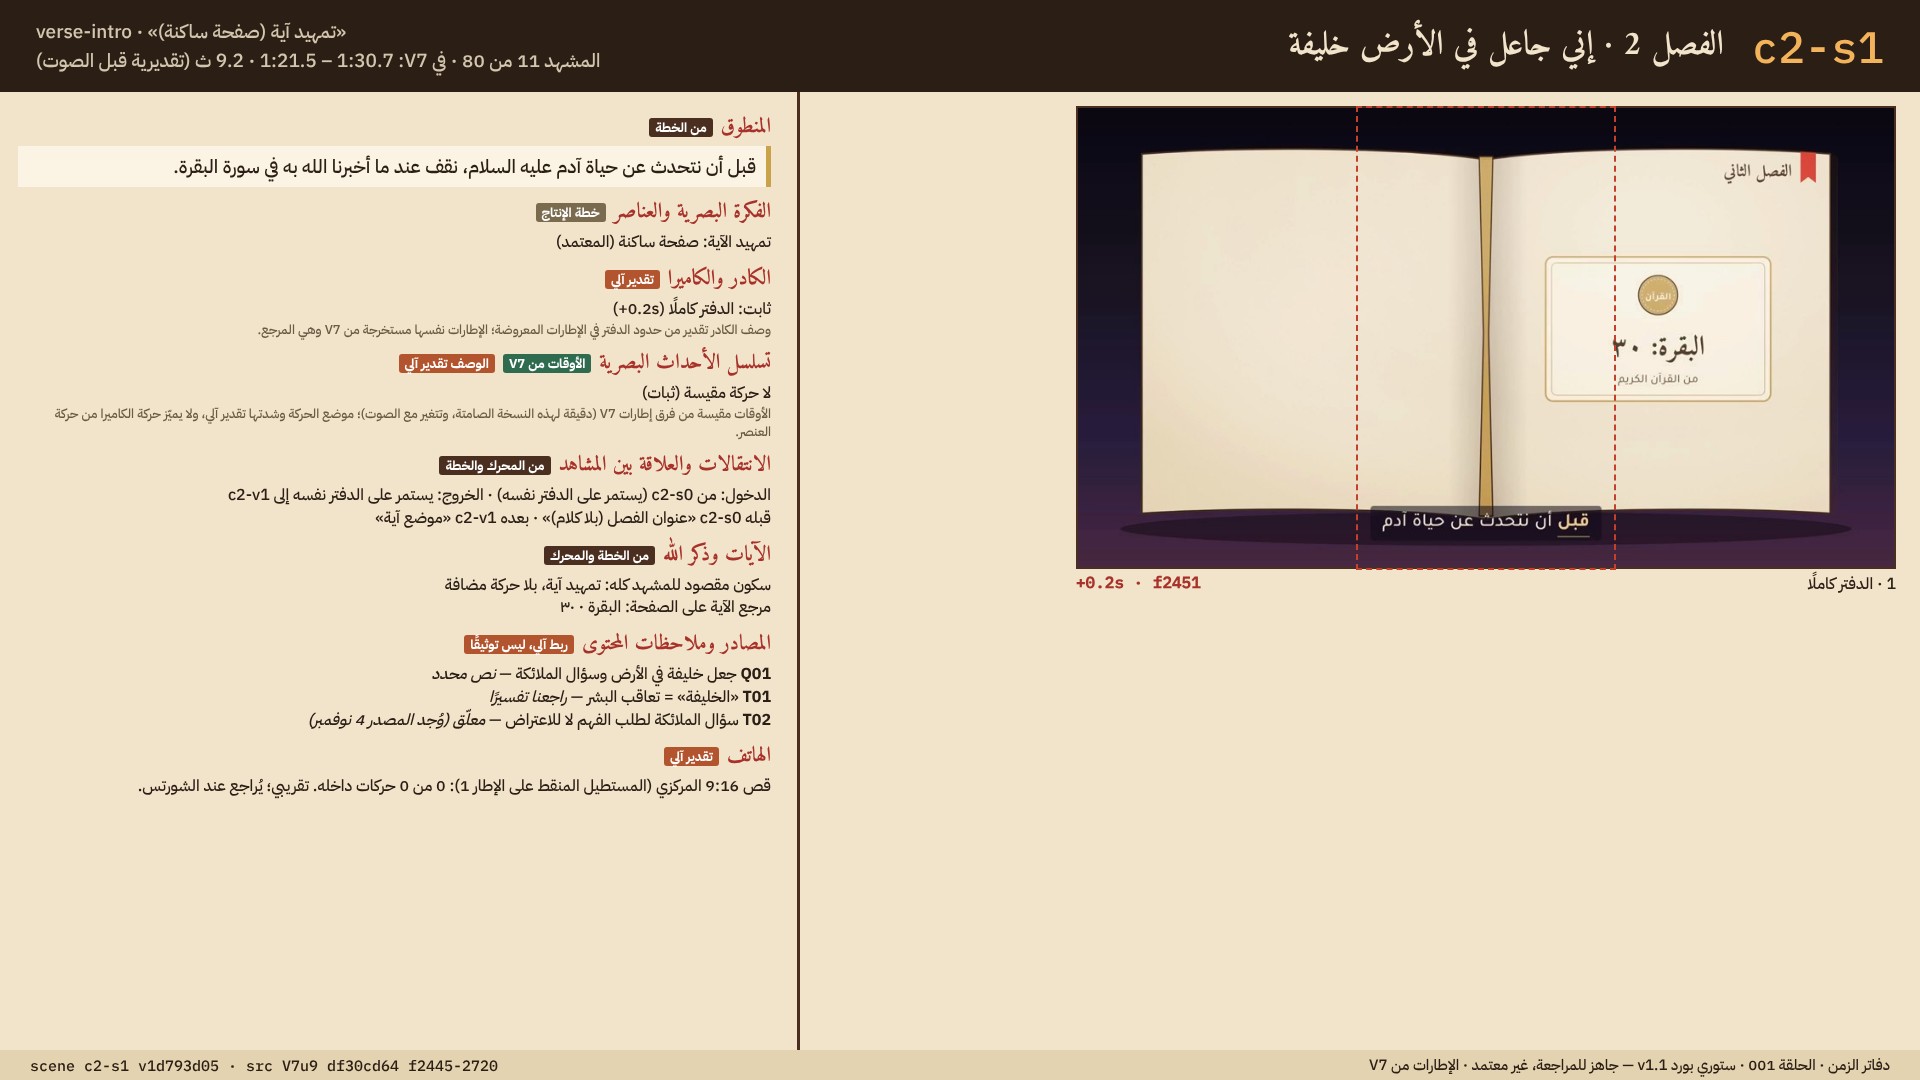 c2-s1 الفصل 2 · إني جاعل في الأرض خليفة
«تمهيد آية (صفحة ساكنة)» · verse-intro
المشهد 11 من 80 · في V7: 1:21.5 – 1:30.7 · 9.2 ث (تقديرية قبل الصوت)
الفصل الثاني
القرآن
البقرة: ٣٠
من القرآن الكريم
قبل أن نتحدث عن حياة آدم
1 · الدفتر كاملًا
+0.2s · f2451
المنطوق من الخطة
قبل أن نتحدث عن حياة آدم عليه السلام، نقف عند ما أخبرنا الله به في سورة البقرة.
الفكرة البصرية والعناصر خطة الإنتاج
تمهيد الآية: صفحة ساكنة (المعتمد)
الكادر والكاميرا تقدير آلي
ثابت: الدفتر كاملًا (+0.2s)
وصف الكادر تقدير من حدود الدفتر في الإطارات المعروضة؛ الإطارات نفسها مستخرجة من V7 وهي المرجع.
تسلسل الأحداث البصرية الأوقات من V7 الوصف تقدير آلي
لا حركة مقيسة (ثبات)
الأوقات مقيسة من فرق إطارات V7 (دقيقة لهذه النسخة الصامتة، وتتغير مع الصوت)؛ موضع الحركة وشدتها تقدير آلي، ولا يميّز حركة الكاميرا من حركة
العنصر.
الانتقالات والعلاقة بين المشاهد من المحرك والخطة
الدخول: من c2-s0 (يستمر على الدفتر نفسه) · الخروج: يستمر على الدفتر نفسه إلى c2-v1
قبله c2-s0 «عنوان الفصل (بلا كلام)» · بعده c2-v1 «موضع آية»
الآيات وذكر الله من الخطة والمحرك
سكون مقصود للمشهد كله: تمهيد آية، بلا حركة مضافة
مرجع الآية على الصفحة: البقرة ٣٠٠
المصادر وملاحظات المحتوى ربط آلي، ليس توثيقًا
Q01 جعل خليفة في الأرض وسؤال الملائكة — نص محدد
T01 «الخليفة» = تعاقب البشر — راجعنا تفسيرًا
T02 سؤال الملائكة لطلب الفهم لا للاعتراض — معلّق (وُجد المصدر 4 نوفمبر)
الهاتف تقدير آلي
قص 9:16 المركزي (المستطيل المنقط على الإطار 1): 0 من 0 حركات داخله. تقريبي؛ يُراجع عند الشورتس.
دفاتر الزمن · الحلقة 001 · ستوري بورد v1.1 — جاهز للمراجعة، غير معتمد · الإطارات من V7
scene c2-s1 v1d793d05 · src V7u9 df30cd64 f2445-2720